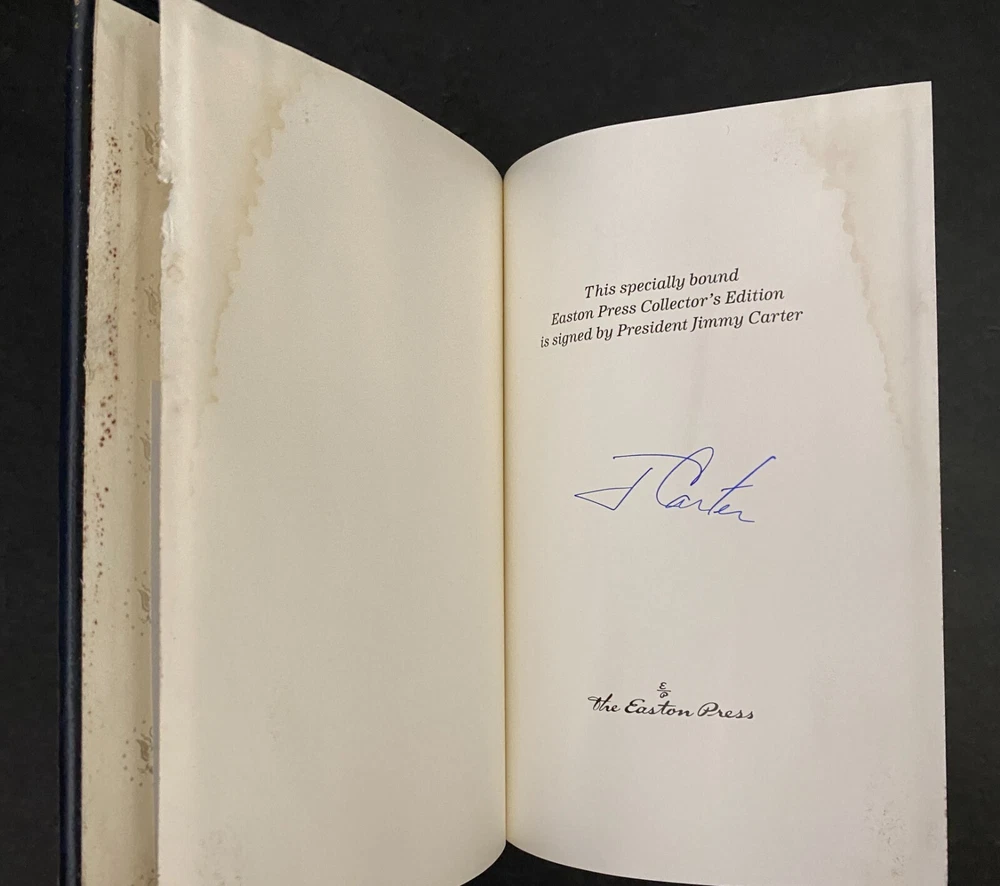 This specially bound
Easton Press Collector's Edition
is signed by President Jimmy Carter
J Carter
E
P
the Easton Press